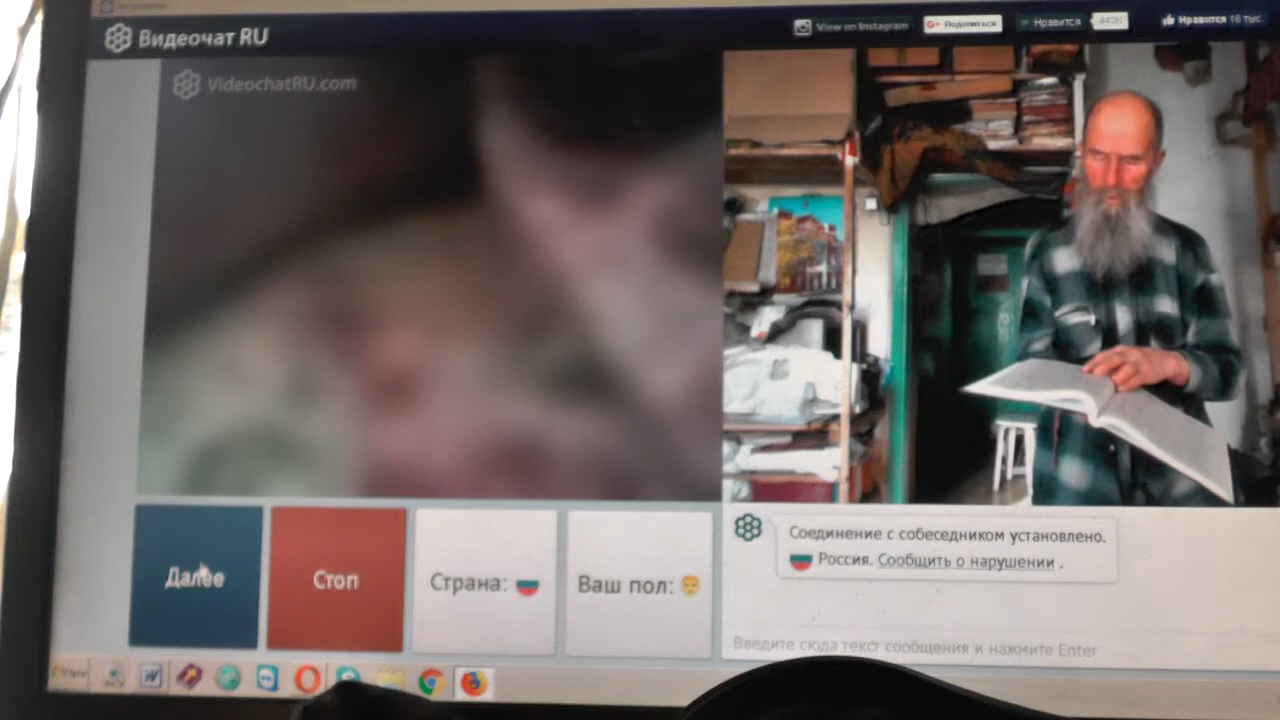 Видеочат RU
View on Instagram
G+ Поделиться
Нравится
Нравится 16 тыс.
VideochatRU.com
Далее
Стоп
Страна:
Ваш пол:
Соединение с собеседником установлено.
Россия. Сообщить о нарушении .
Введите сюда текст сообщения и нажмите Enter